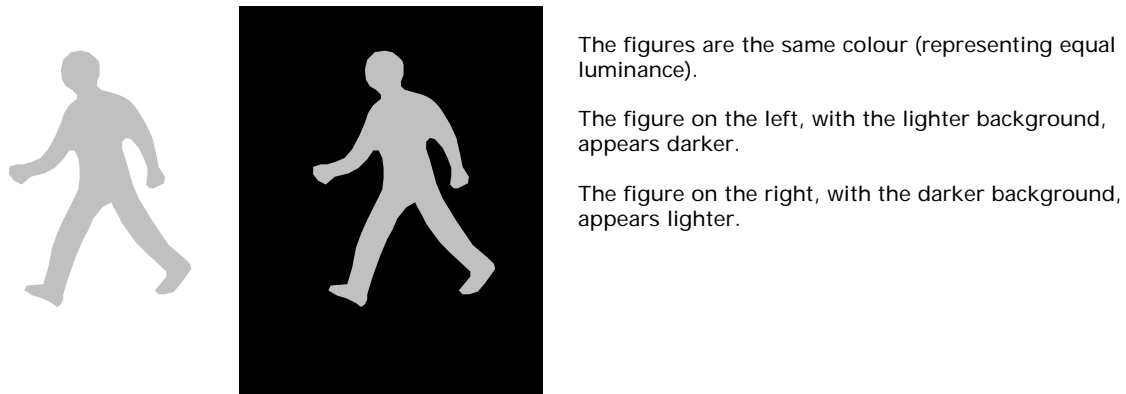 The figures are the same colour (representing equal
luminance).
The figure on the left, with the lighter background,
appears darker.
The figure on the right, with the darker background,
appears lighter.